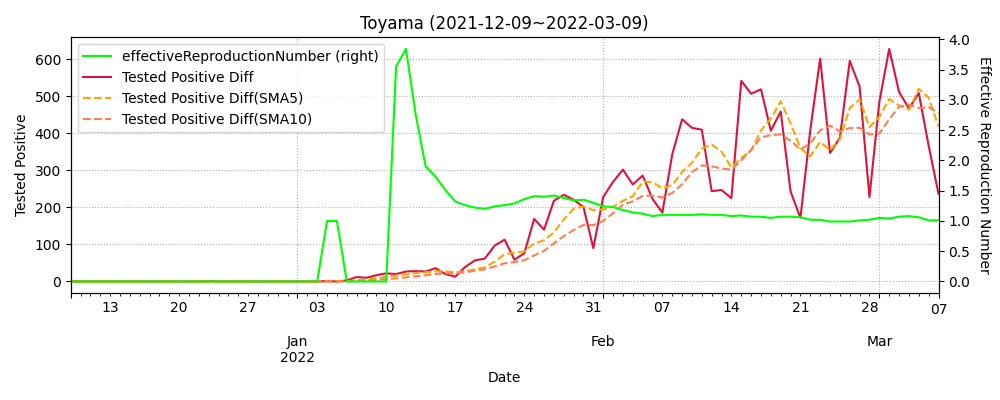 Toyama (2021-12-09~2022-03-09)
effectiveReproductionNumber (right)
Tested Positive Diff
Tested Positive Diff(SMA5)
Tested Positive Diff(SMA10)
Tested Positive
600
500
400
300
200
100
0
4.0
3.5
3.0
2.5
2.0
1.5
1.0
0.5
0.0
Effective Reproduction Number
13 20 27 03 10 17 24 31 07 14 21 28 07
Jan Feb Mar
2022
Date